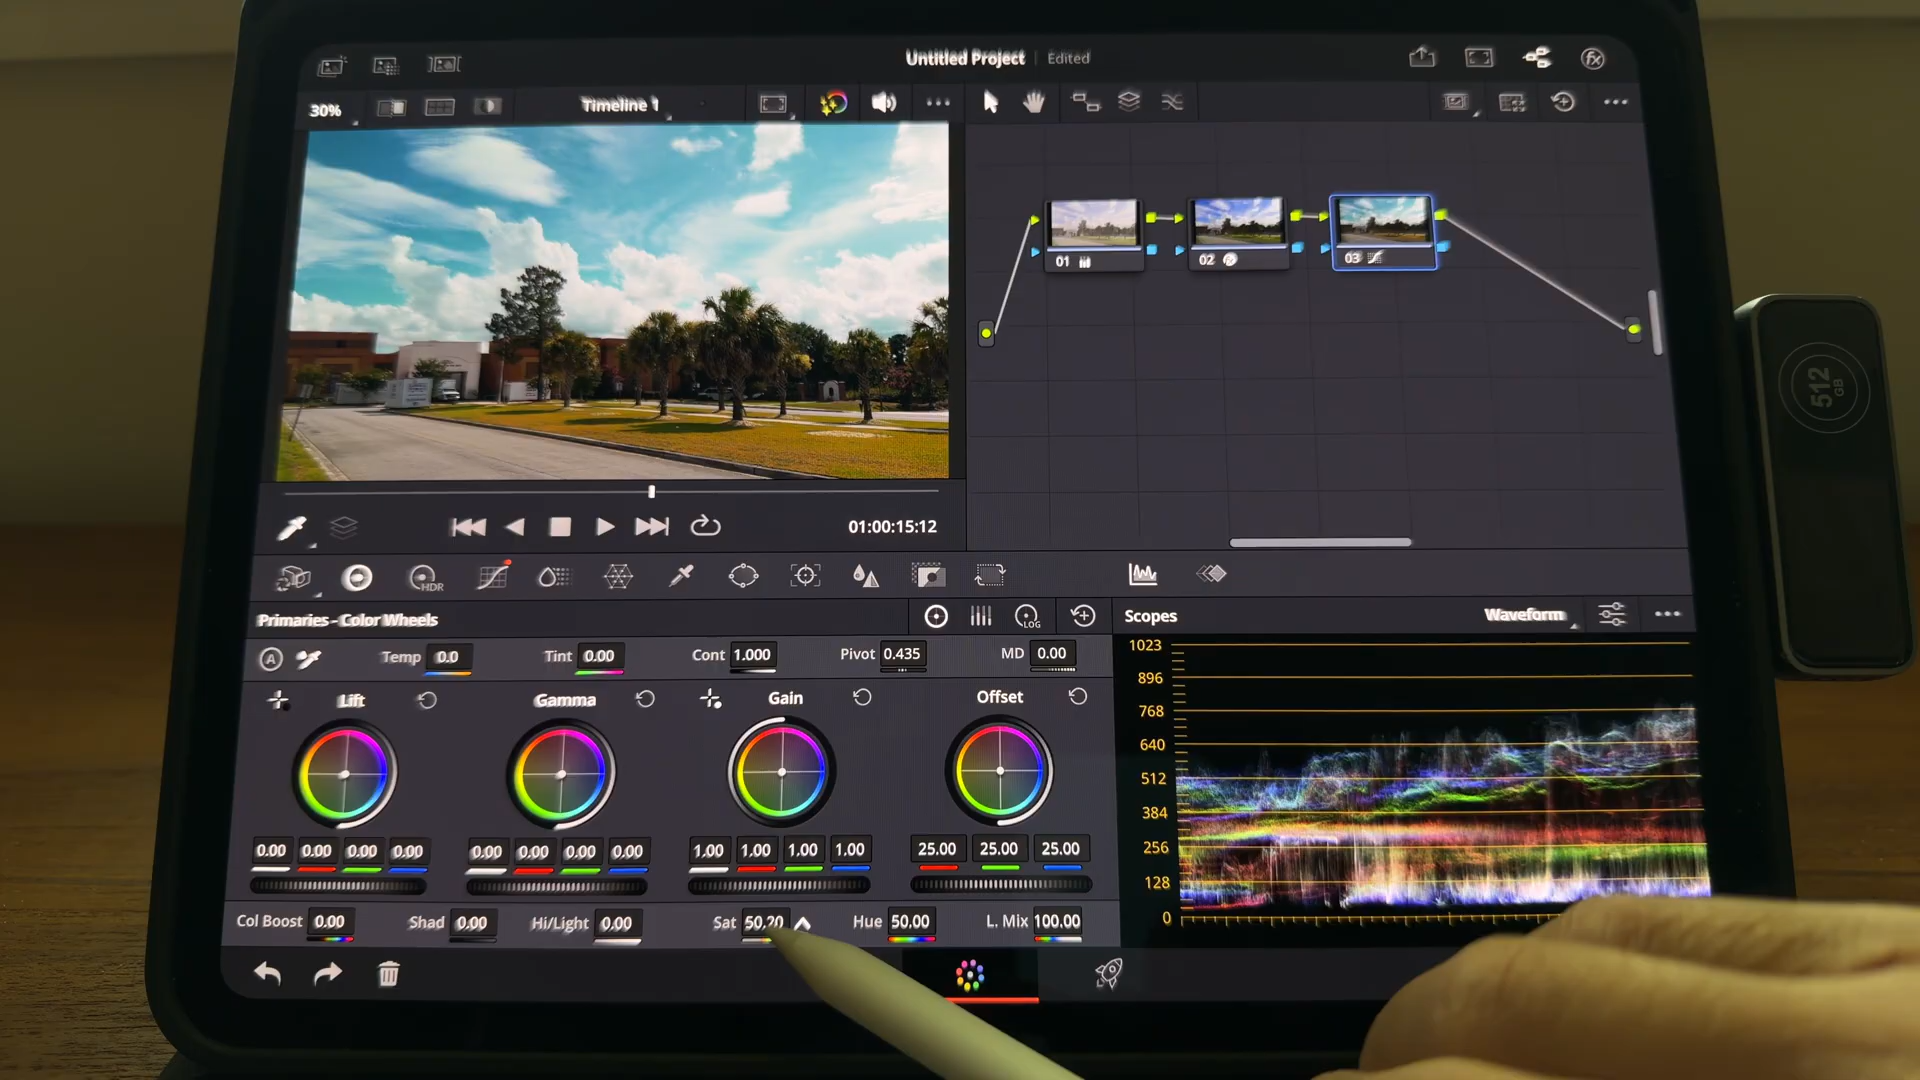 Untitled Project Edited
30% Timeline 1
01 02 03
01:00:15:12
HDR
Primaries - Color Wheels
LOG
Scopes Waveform
A Temp 0.0 Tint 0.00 Cont 1.000 Pivot 0.435 MD 0.00
Lift Gamma Gain Offset
0.00 0.00 0.00 0.00 0.00 0.00 0.00 0.00 1.00 1.00 1.00 1.00 25.00 25.00 25.00
Col Boost 0.00 Shad 0.00 Hi/Light 0.00 Sat 50.20 Hue 50.00 L. Mix 100.00
1023
896
768
640
512
384
256
128
0
512
GB